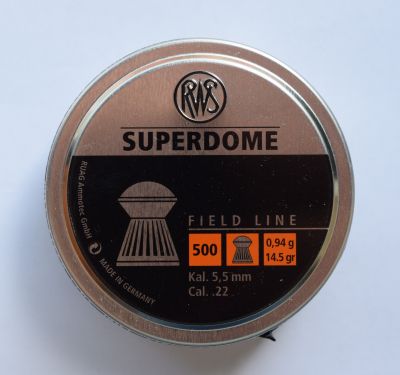 RWS
SUPERDOME
FIELD LINE
500
0,94 g
14.5 gr
Kal. 5,5 mm
Cal. .22
RUAG Ammotec GmbH
MADE IN GERMANY